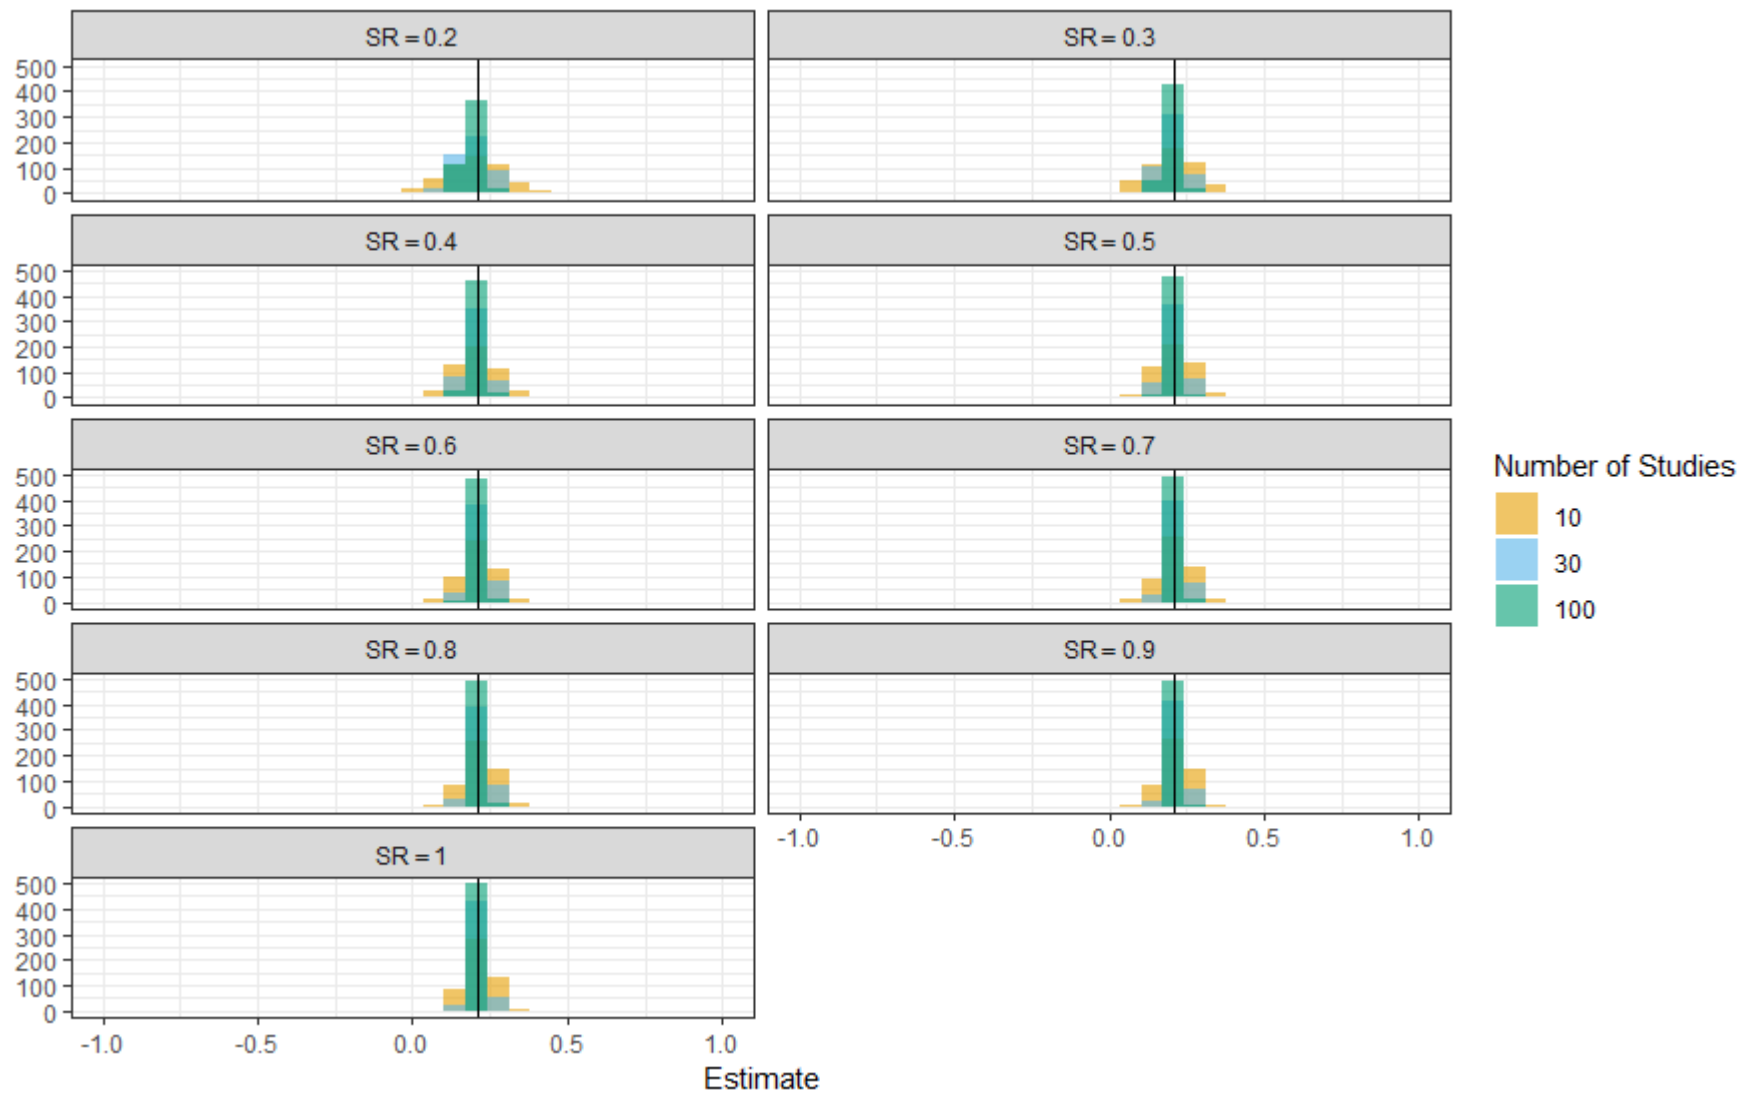 SR = 0.2
SR = 0.3
500
400
300
200
100
0
SR = 0.4
SR = 0.5
500
400
300
200
100
0
SR = 0.6
SR = 0.7
500
400
300
200
100
0
Number of Studies
10
30
100
SR = 0.8
SR = 0.9
500
400
300
200
100
0
-1.0 -0.5 0.0 0.5 1.0
SR = 1
500
400
300
200
100
0
-1.0 -0.5 0.0 0.5 1.0
Estimate